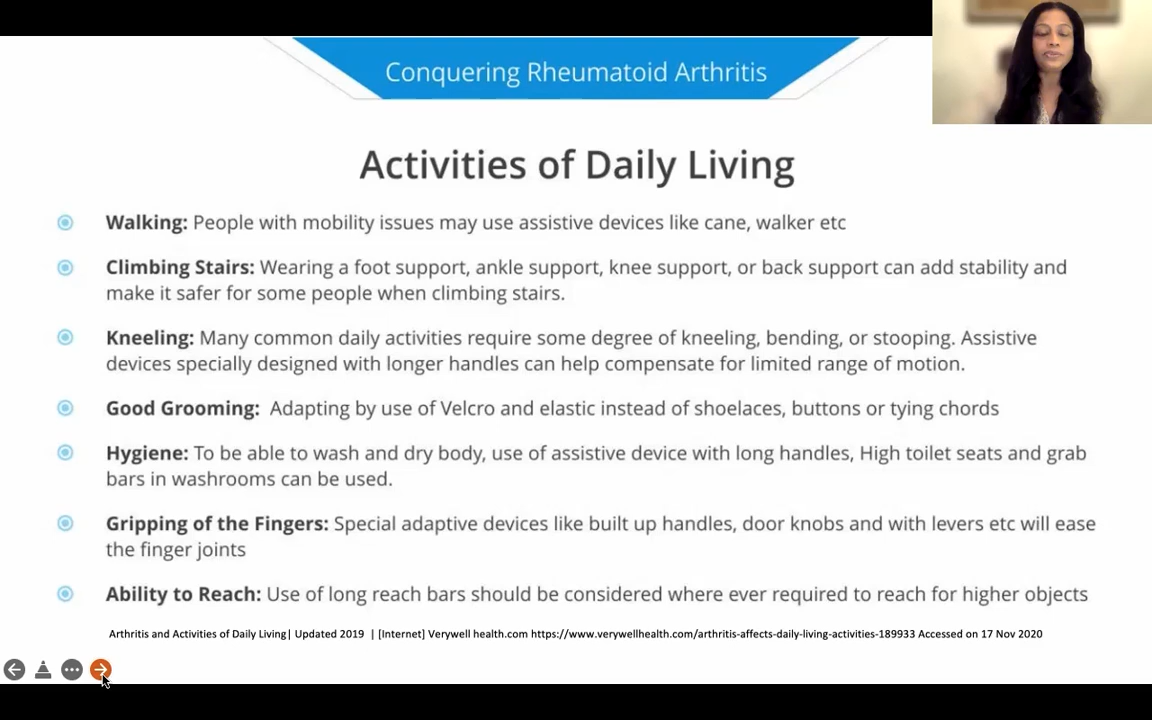 Conquering Rheumatoid Arthritis
Activities of Daily Living
Walking: People with mobility issues may use assistive devices like cane, walker etc
Climbing Stairs: Wearing a foot support, ankle support, knee support, or back support can add stability and
make it safer for some people when climbing stairs.
Kneeling: Many common daily activities require some degree of kneeling, bending, or stooping. Assistive
devices specially designed with longer handles can help compensate for limited range of motion.
Good Grooming: Adapting by use of Velcro and elastic instead of shoelaces, buttons or tying chords
Hygiene: To be able to wash and dry body, use of assistive device with long handles, High toilet seats and grab
bars in washrooms can be used.
Gripping of the Fingers: Special adaptive devices like built up handles, door knobs and with levers etc will ease
the finger joints
Ability to Reach: Use of long reach bars should be considered where ever required to reach for higher objects
Arthritis and Activities of Daily Living| Updated 2019 | [Internet] Verywell health.com https://www.verywellhealth.com/arthritis-affects-daily-living-activities-189933 Accessed on 17 Nov 2020